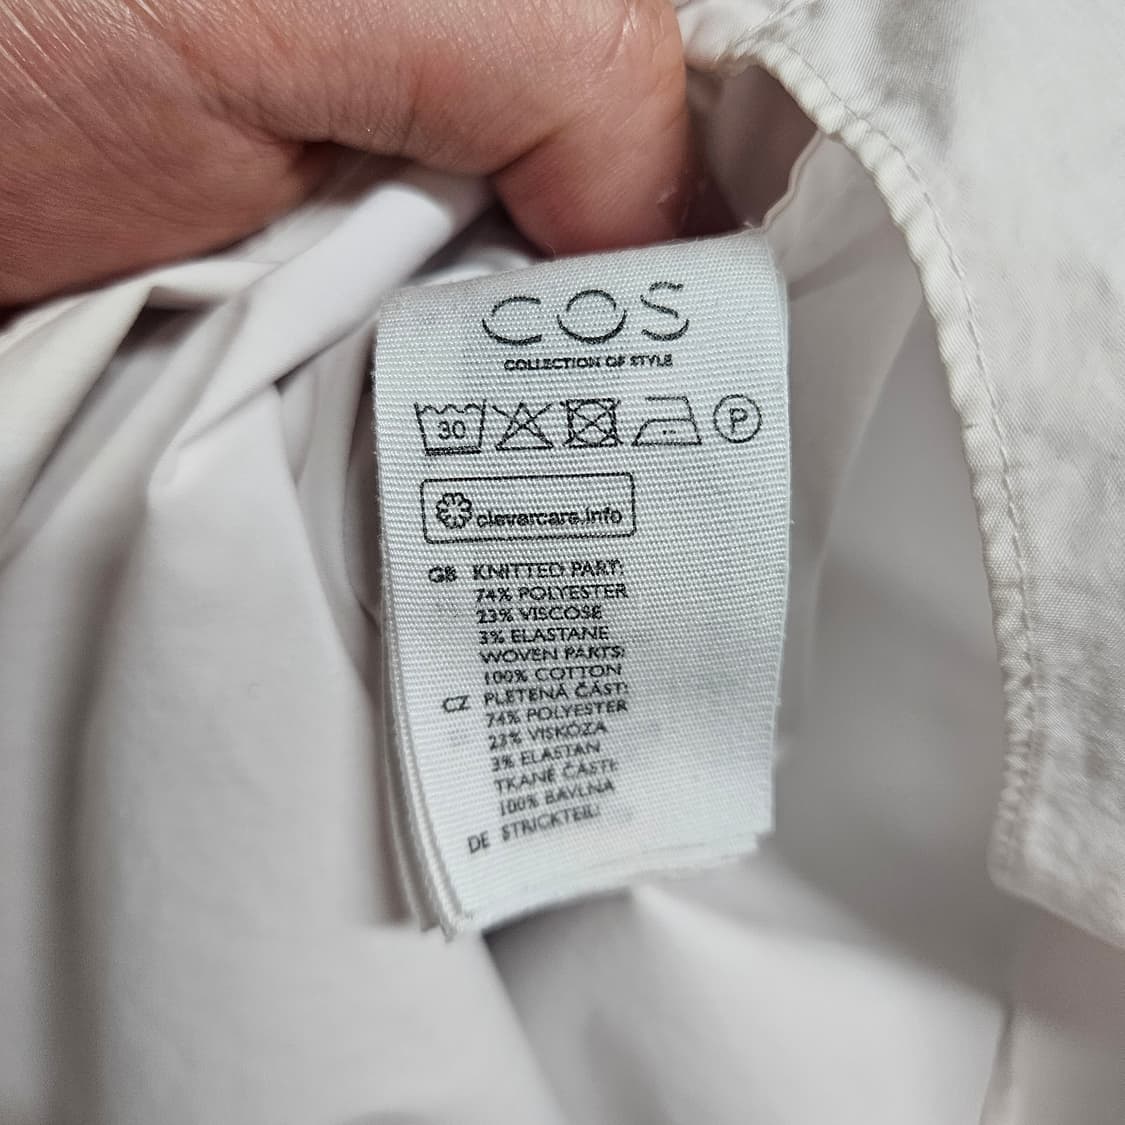 COS
COLLECTION OF STYLE
30 P
clevercare.info
GB KNITTED PART:
74% POLYESTER
23% VISCOSE
3% ELASTANE
WOVEN PARTS:
100% COTTON
CZ PLETENÁ ČÁST:
74% POLYESTER
23% VISKÓZA
3% ELASTAN
TKANÉ ČÁSTI:
100% BAVLNA
DE STRICKTEIL: